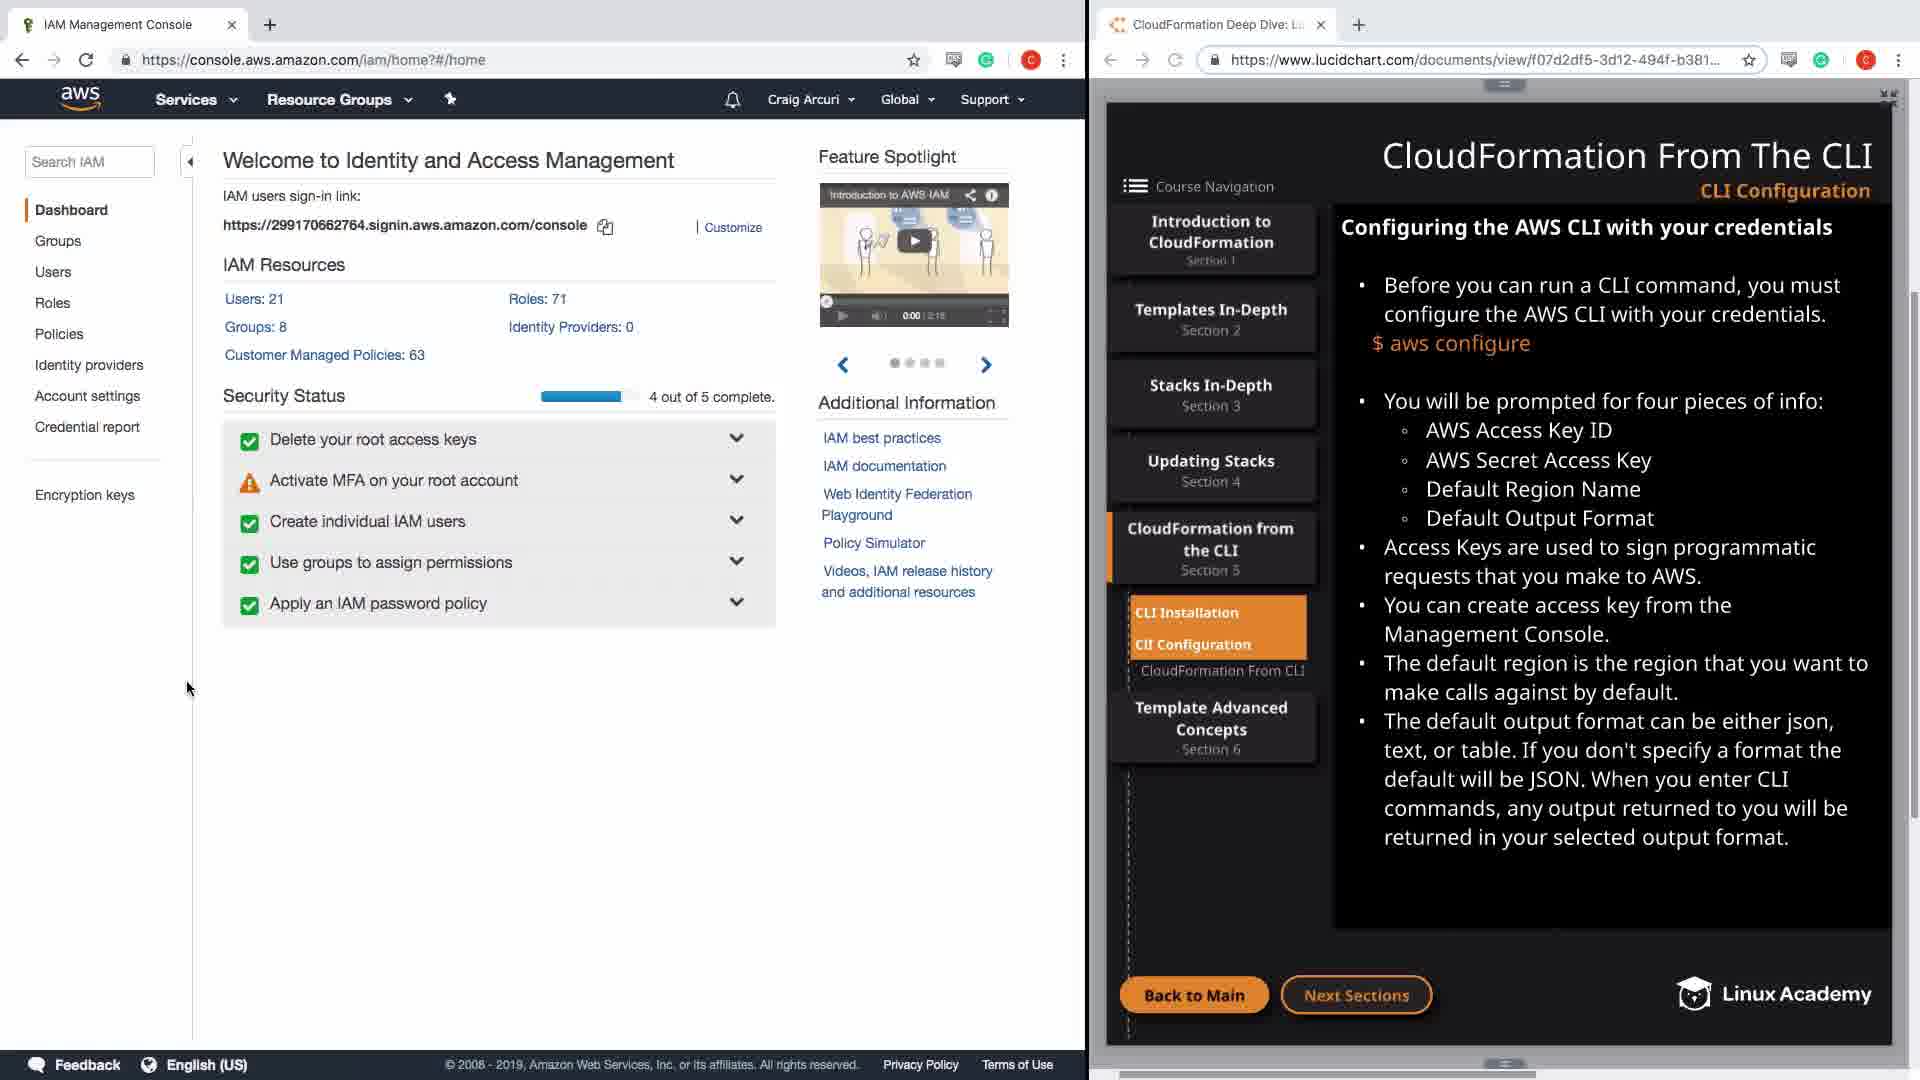 IAM Management Console
https://console.aws.amazon.com/iam/home?#/home
aws
Services
Resource Groups
Craig Arcuri
Global
Support
Search IAM
Dashboard
Groups
Users
Roles
Policies
Identity providers
Account settings
Credential report
Encryption keys
Welcome to Identity and Access Management
IAM users sign-in link:
https://299170662764.signin.aws.amazon.com/console
Customize
IAM Resources
Users: 21
Roles: 71
Groups: 8
Identity Providers: 0
Customer Managed Policies: 63
Security Status
4 out of 5 complete.
Delete your root access keys
Activate MFA on your root account
Create individual IAM users
Use groups to assign permissions
Apply an IAM password policy
Feature Spotlight
Introduction to AWS IAM
0:00 / 2:15
Additional Information
IAM best practices
IAM documentation
Web Identity Federation
Playground
Policy Simulator
Videos, IAM release history
and additional resources
Feedback
English (US)
© 2008 - 2019, Amazon Web Services, Inc. or its affiliates. All rights reserved.
Privacy Policy
Terms of Use
CloudFormation Deep Dive: Lu
C
https://www.lucidchart.com/documents/view/f07d2df5-3d12-494f-b381...
C
CloudFormation From The CLI
CLI Configuration
Course Navigation
Introduction to
CloudFormation
Section 1
Templates In-Depth
Section 2
Stacks In-Depth
Section 3
Updating Stacks
Section 4
CloudFormation from
the CLI
Section 5
CLI Installation
ClI Configuration
CloudFormation From CLI
Template Advanced
Concepts
Section 6
Configuring the AWS CLI with your credentials
• Before you can run a CLI command, you must
configure the AWS CLI with your credentials.
$ aws configure
• You will be prompted for four pieces of info:
◦ AWS Access Key ID
◦ AWS Secret Access Key
◦ Default Region Name
◦ Default Output Format
• Access Keys are used to sign programmatic
requests that you make to AWS.
• You can create access key from the
Management Console.
• The default region is the region that you want to
make calls against by default.
• The default output format can be either json,
text, or table. If you don't specify a format the
default will be JSON. When you enter CLI
commands, any output returned to you will be
returned in your selected output format.
Back to Main
Next Sections
Linux Academy